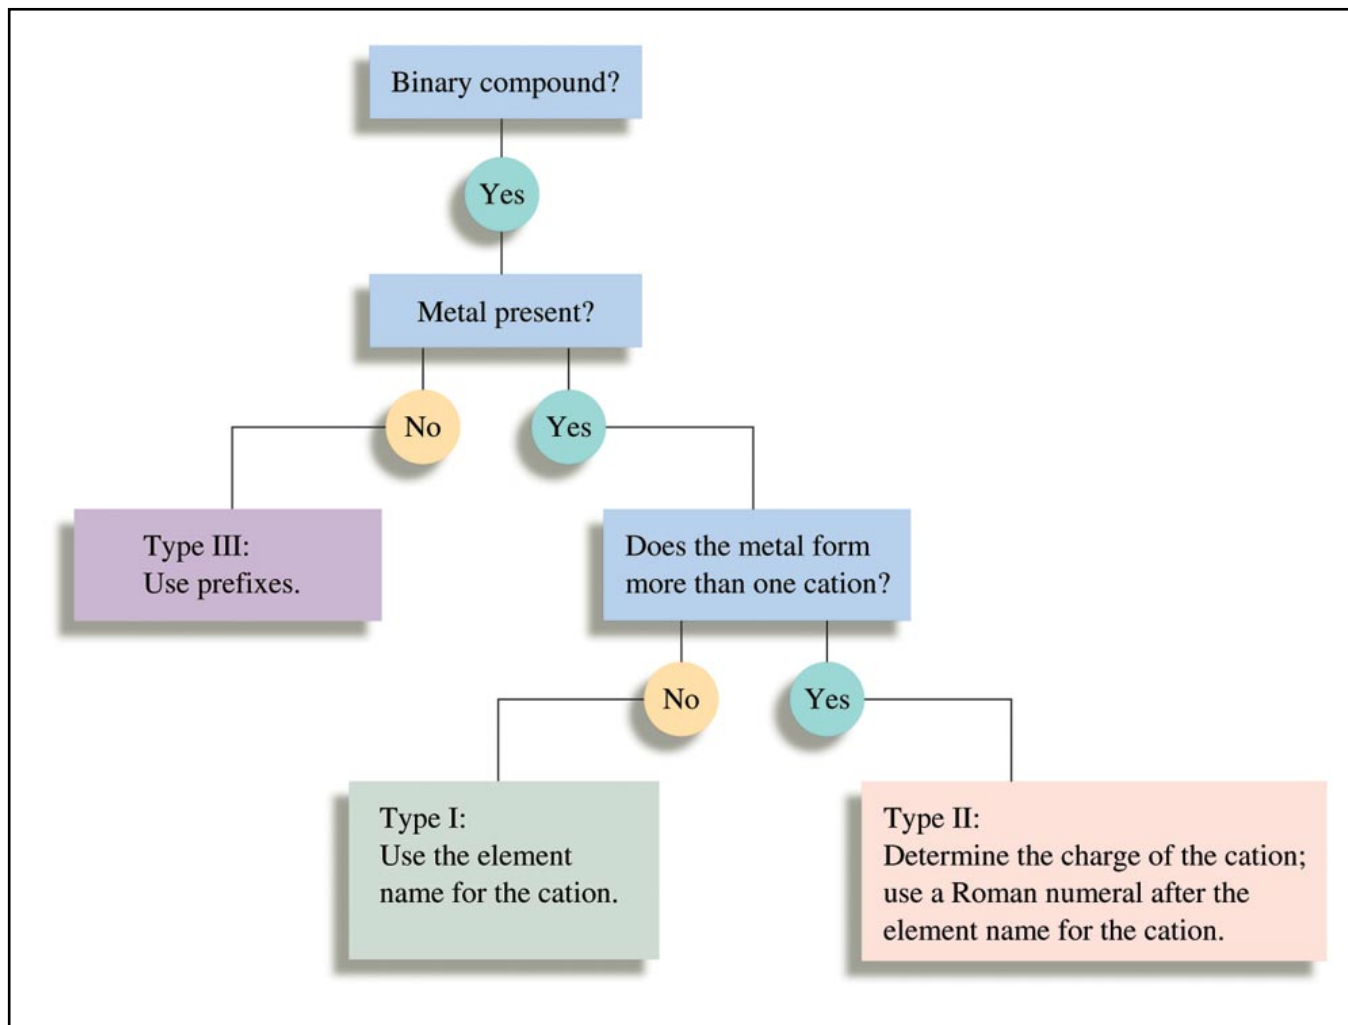 Binary compound?
Yes
Metal present?
No
Yes
Type III:
Use prefixes.
Does the metal form
more than one cation?
No
Yes
Type I:
Use the element
name for the cation.
Type II:
Determine the charge of the cation;
use a Roman numeral after the
element name for the cation.